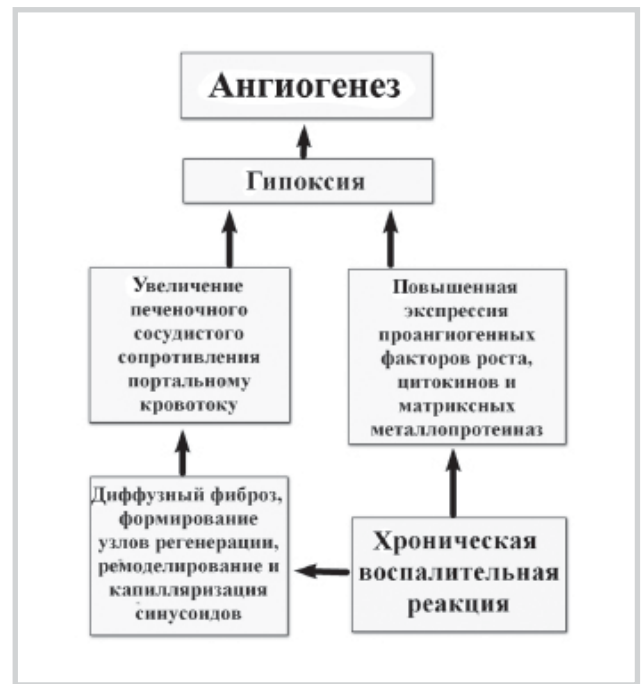 Ангиогенез
Гипоксия
Увеличение
печеночного
сосудистого
сопротивления
портальному
кровотоку
Повышенная
экспрессия
проангиогенных
факторов роста,
цитокинов и
матриксных
металлопротеиназ
Диффузный фиброз,
формирование
узлов регенерации,
ремоделирование и
капилляризация
синусоидов
Хроническая
воспалительная
реакция